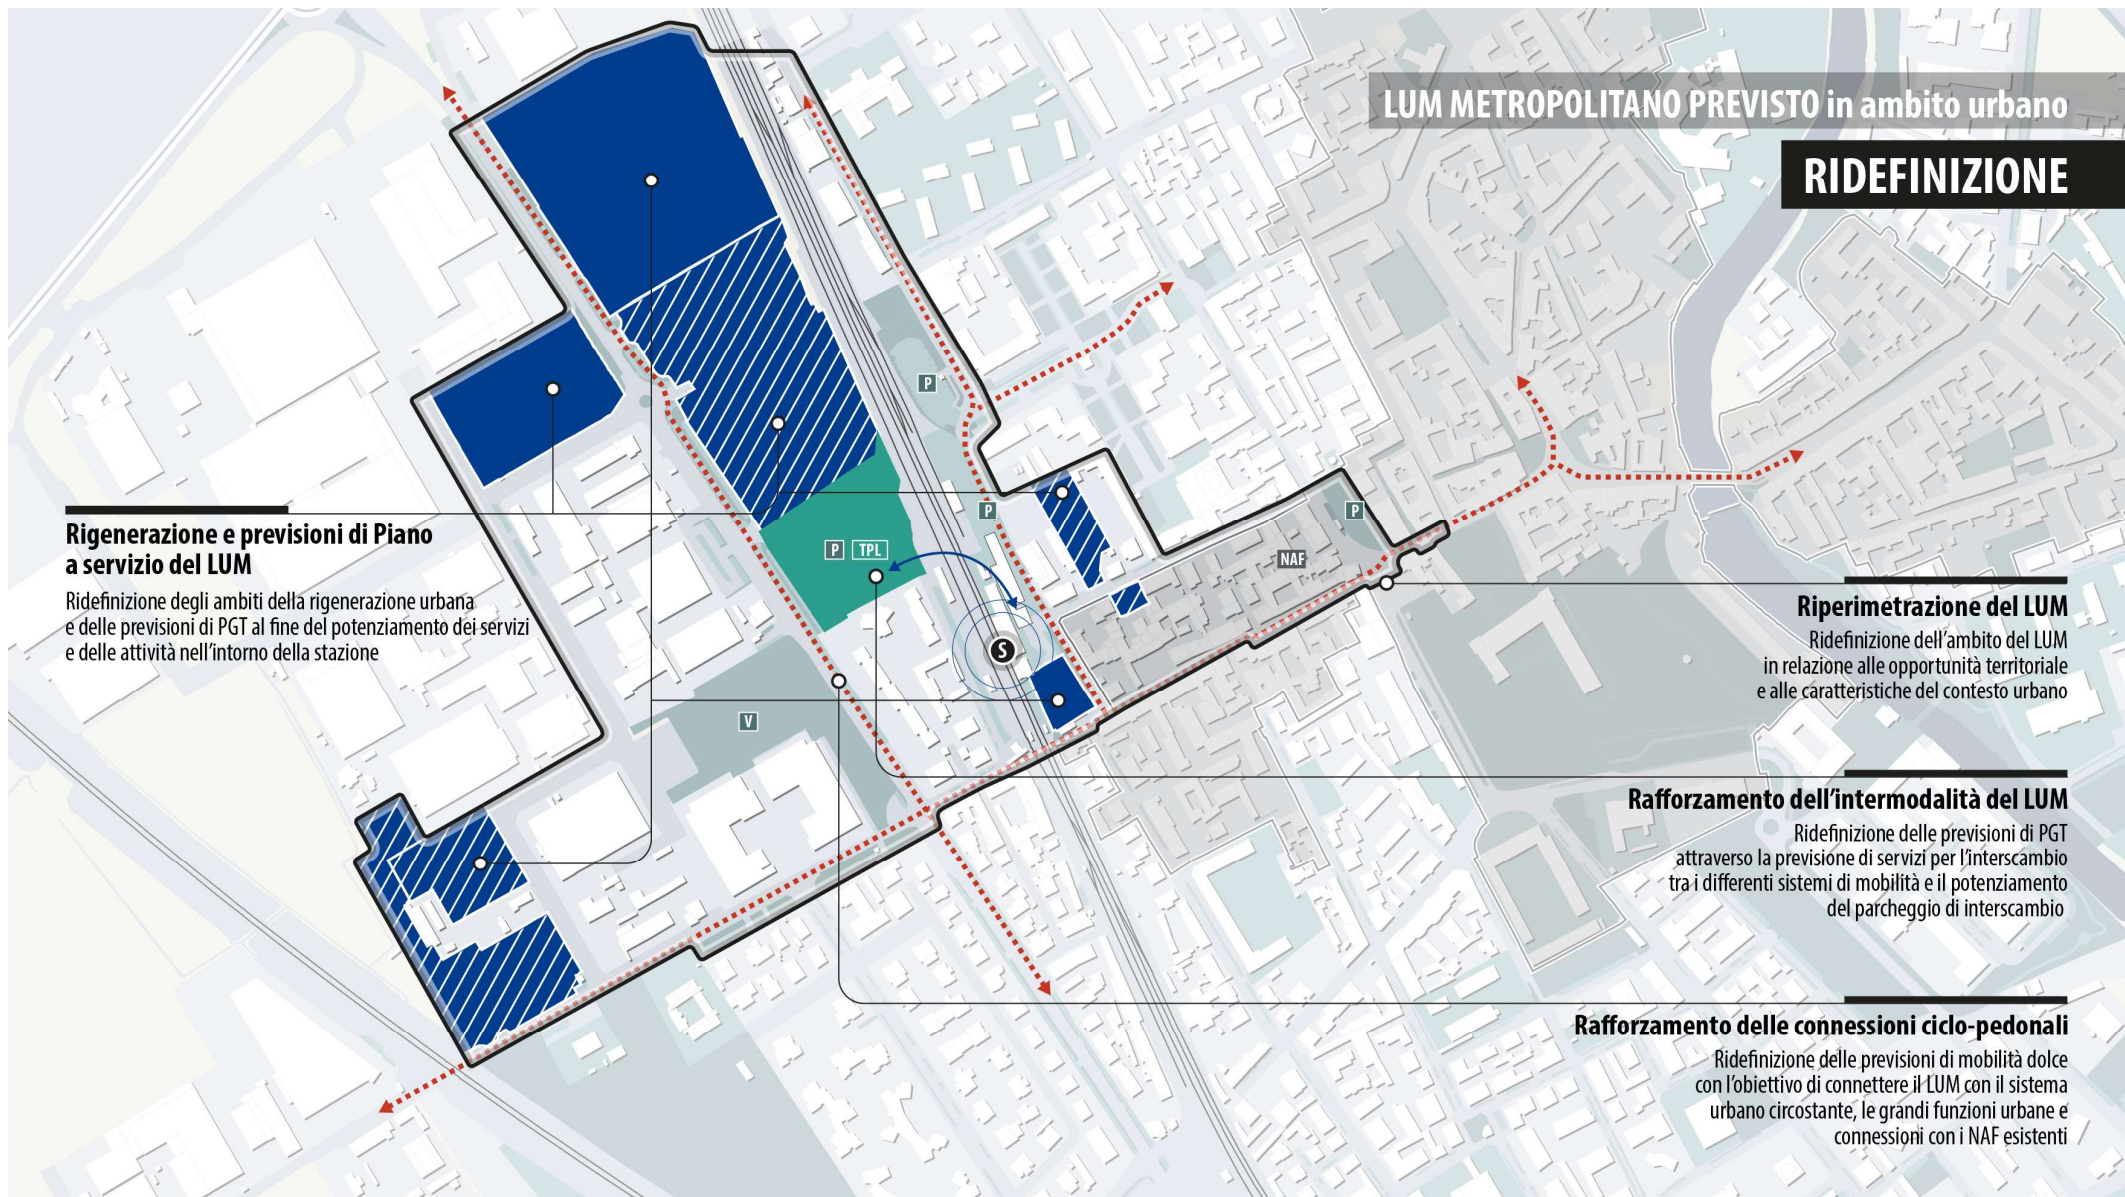 LUM METROPOLITANO PREVISTO in ambito urbano
RIDEFINIZIONE
P
P
P
NAF
P TPL
S
V
Rigenerazione e previsioni di Piano
a servizio del LUM
Ridefinizione degli ambiti della rigenerazione urbana
e delle previsioni di PGT al fine del potenziamento dei servizi
e delle attività nell'intorno della stazione
Riperimetrazione del LUM
Ridefinizione dell'ambito del LUM
in relazione alle opportunità territoriale
e alle caratteristiche del contesto urbano
Rafforzamento dell'intermodalità del LUM
Ridefinizione delle previsioni di PGT
attraverso la previsione di servizi per l'interscambio
tra i differenti sistemi di mobilità e il potenziamento
del parcheggio di interscambio
Rafforzamento delle connessioni ciclo-pedonali
Ridefinizione delle previsioni di mobilità dolce
con l'obiettivo di connettere il LUM con il sistema
urbano circostante, le grandi funzioni urbane e
connessioni con i NAF esistenti